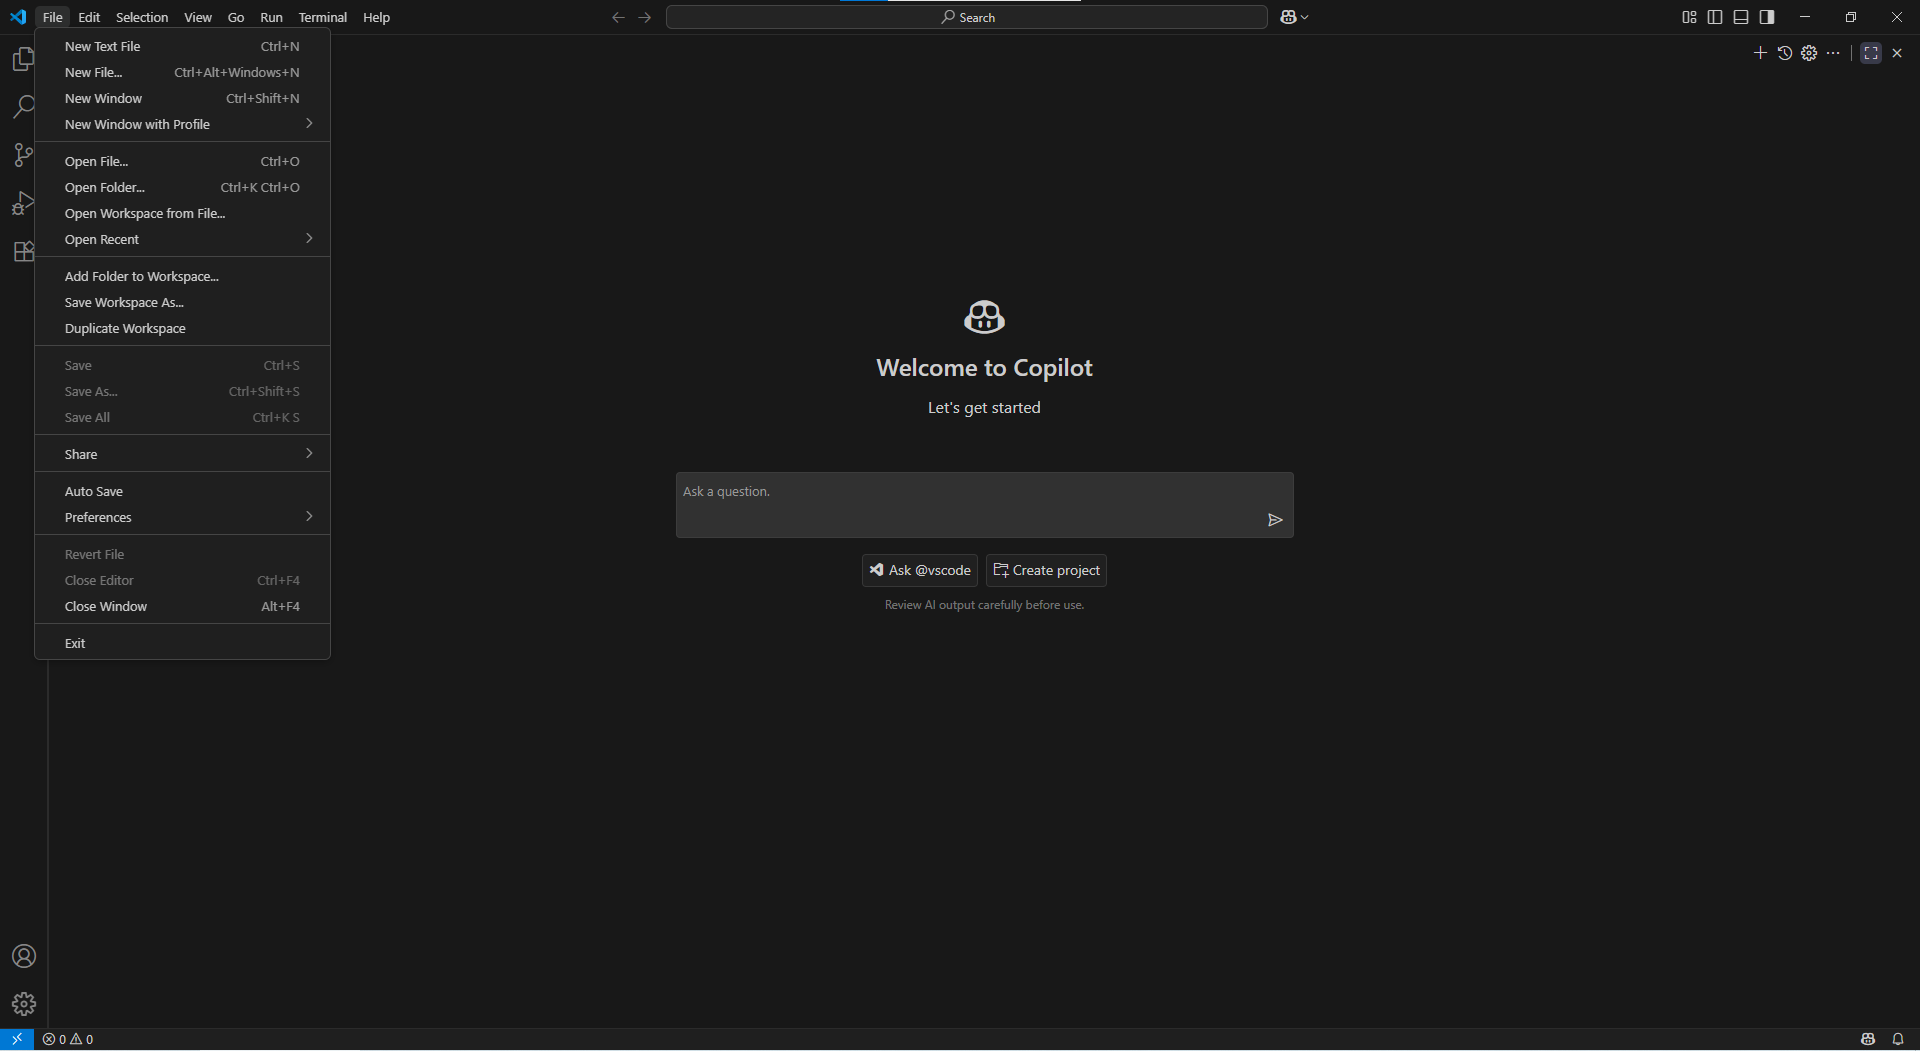 File Edit Selection View Go Run Terminal Help
Search
New Text File Ctrl+N
New File... Ctrl+Alt+Windows+N
New Window Ctrl+Shift+N
New Window with Profile
Open File... Ctrl+O
Open Folder... Ctrl+K Ctrl+O
Open Workspace from File...
Open Recent
Add Folder to Workspace...
Save Workspace As...
Duplicate Workspace
Save Ctrl+S
Save As... Ctrl+Shift+S
Save All Ctrl+K S
Share
Auto Save
Preferences
Revert File
Close Editor Ctrl+F4
Close Window Alt+F4
Exit
Welcome to Copilot
Let's get started
Ask a question.
Ask @vscode Create project
Review AI output carefully before use.
0 0